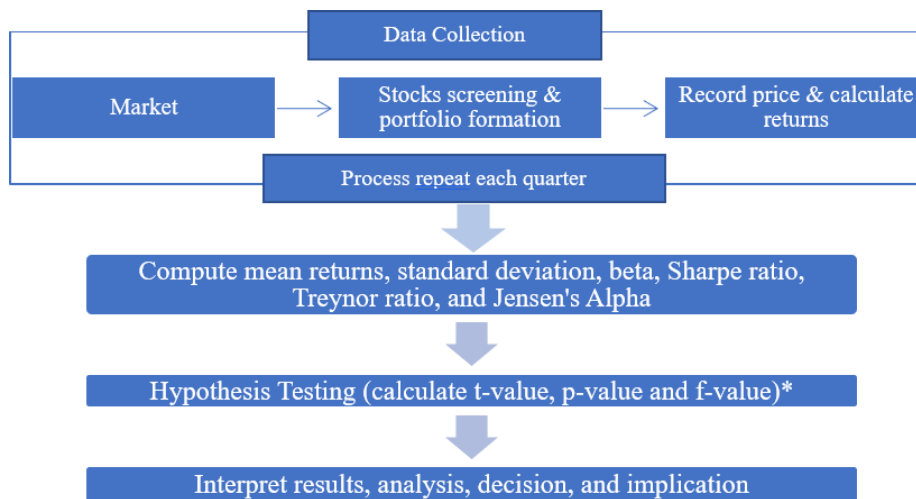 Data Collection
Market
Stocks screening &
portfolio formation
Record price & calculate
returns
Process repeat each quarter
Compute mean returns, standard deviation, beta, Sharpe ratio,
Treynor ratio, and Jensen's Alpha
Hypothesis Testing (calculate t-value, p-value and f-value)*
Interpret results, analysis, decision, and implication